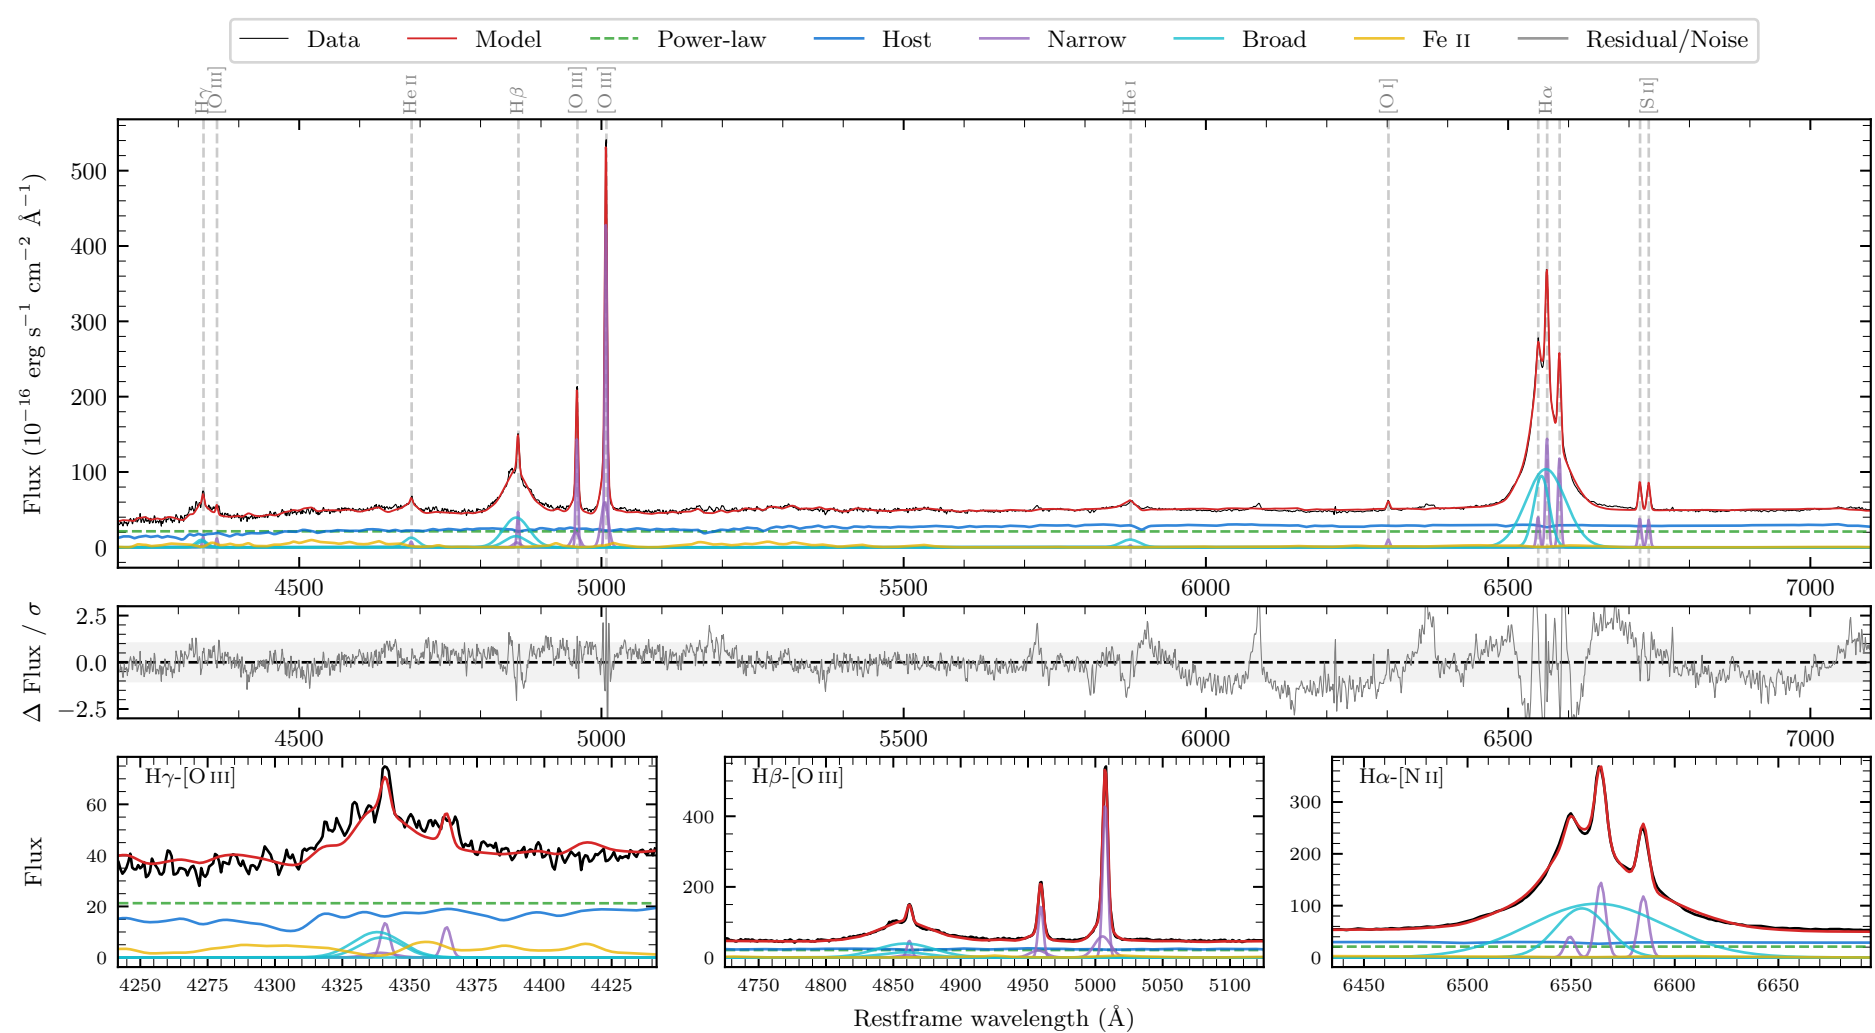 Data Model Power-law Host Narrow Broad Fe II Residual/Noise
Hγ [O III] He II Hβ [O III] [O III] He I [O I] Hα [S II]
Flux (10⁻¹⁶ erg s⁻¹ cm⁻² Å⁻¹)
500
400
300
200
100
0
4500 5000 5500 6000 6500 7000
Δ Flux / σ
2.5
0.0
−2.5
4500 5000 5500 6000 6500 7000
Flux
Hγ-[O III]
60
40
20
0
4250 4275 4300 4325 4350 4375 4400 4425
Hβ-[O III]
400
200
0
4750 4800 4850 4900 4950 5000 5050 5100
Hα-[N II]
300
200
100
0
6450 6500 6550 6600 6650
Restframe wavelength (Å)